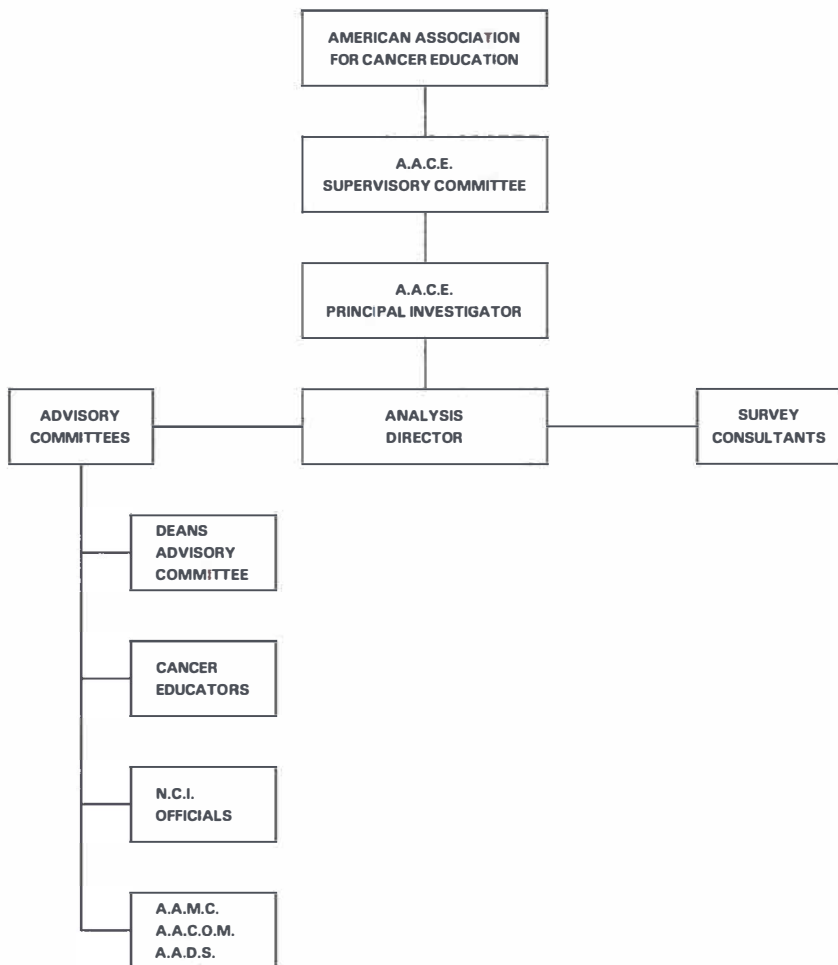 AMERICAN ASSOCIATION
FOR CANCER EDUCATION
A.A.C.E.
SUPERVISORY COMMITTEE
A.A.C.E.
PRINCIPAL INVESTIGATOR
ADVISORY
COMMITTEES
ANALYSIS
DIRECTOR
SURVEY
CONSULTANTS
DEANS
ADVISORY
COMMITTEE
CANCER
EDUCATORS
N.C.I.
OFFICIALS
A.A.M.C.
A.A.C.O.M.
A.A.D.S.